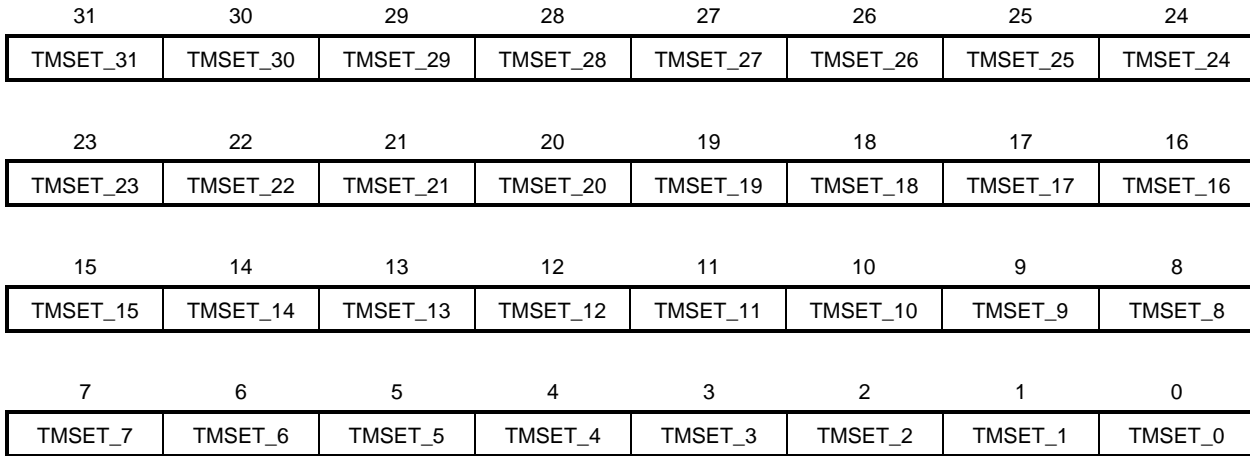 31 30 29 28 27 26 25 24
TMSET_31 TMSET_30 TMSET_29 TMSET_28 TMSET_27 TMSET_26 TMSET_25 TMSET_24
23 22 21 20 19 18 17 16
TMSET_23 TMSET_22 TMSET_21 TMSET_20 TMSET_19 TMSET_18 TMSET_17 TMSET_16
15 14 13 12 11 10 9 8
TMSET_15 TMSET_14 TMSET_13 TMSET_12 TMSET_11 TMSET_10 TMSET_9 TMSET_8
7 6 5 4 3 2 1 0
TMSET_7 TMSET_6 TMSET_5 TMSET_4 TMSET_3 TMSET_2 TMSET_1 TMSET_0